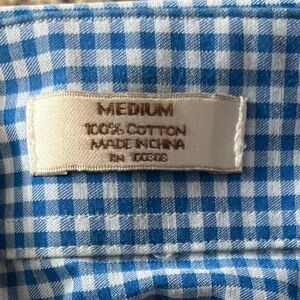 MEDIUM
100% COTTON
MADE IN CHINA
RN 100308